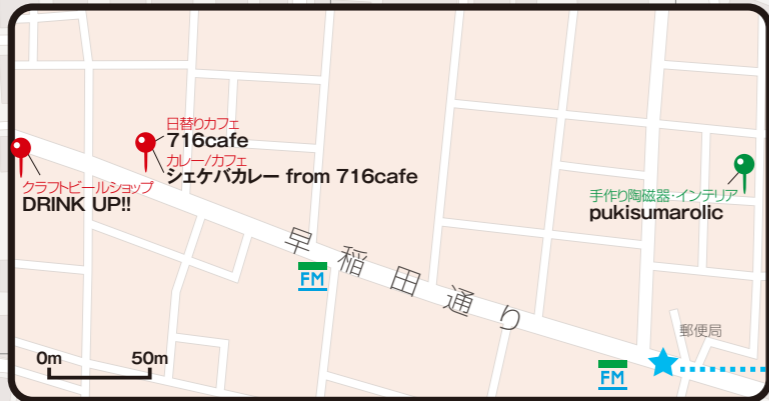 日替りカフェ
716cafe
カレー/カフェ
シェケバカレー from 716cafe
クラフトビールショップ
DRINK UP!!
手作り陶磁器・インテリア
pukisumarolic
早稲田通り
FM
郵便局
0m 50m
FM